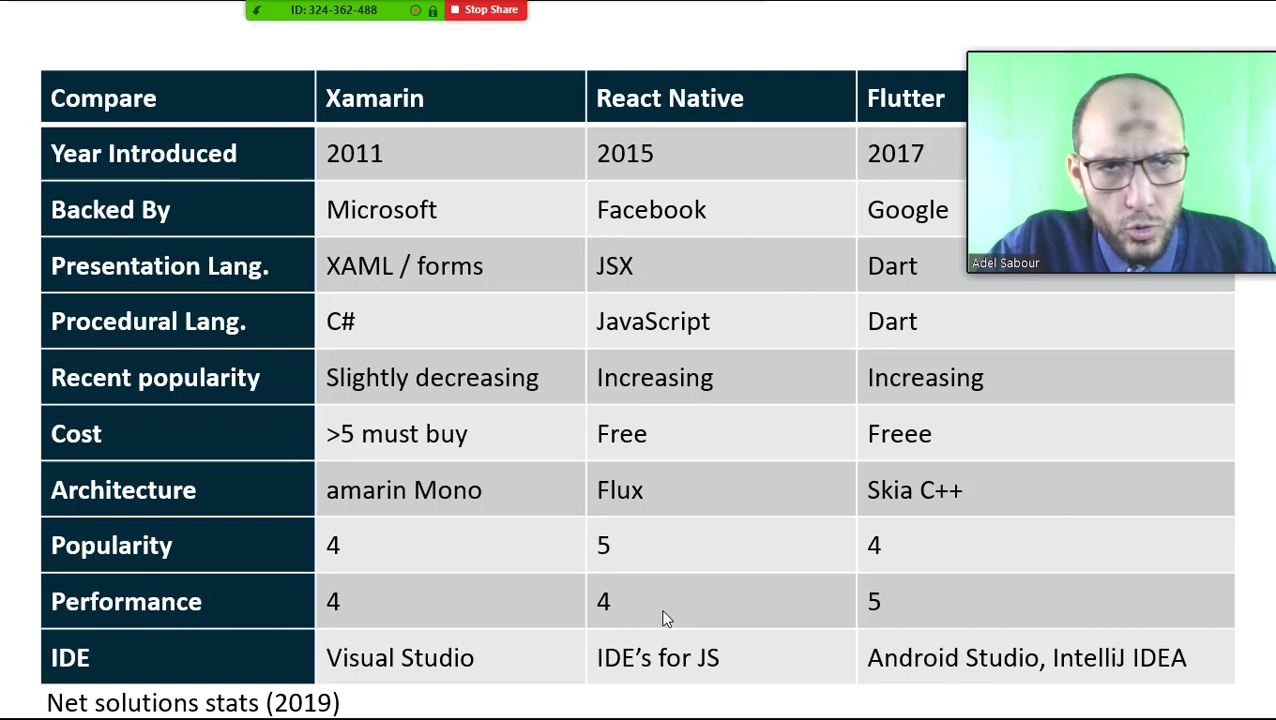 ID: 324-362-488 Stop Share
Compare Xamarin React Native Flutter
Year Introduced 2011 2015 2017
Backed By Microsoft Facebook Google
Presentation Lang. XAML / forms JSX Dart
Procedural Lang. C# JavaScript Dart
Recent popularity Slightly decreasing Increasing Increasing
Cost >5 must buy Free Freee
Architecture amarin Mono Flux Skia C++
Popularity 4 5 4
Performance 4 4 5
IDE Visual Studio IDE’s for JS Android Studio, IntelliJ IDEA
Net solutions stats (2019)
Adel Sabour